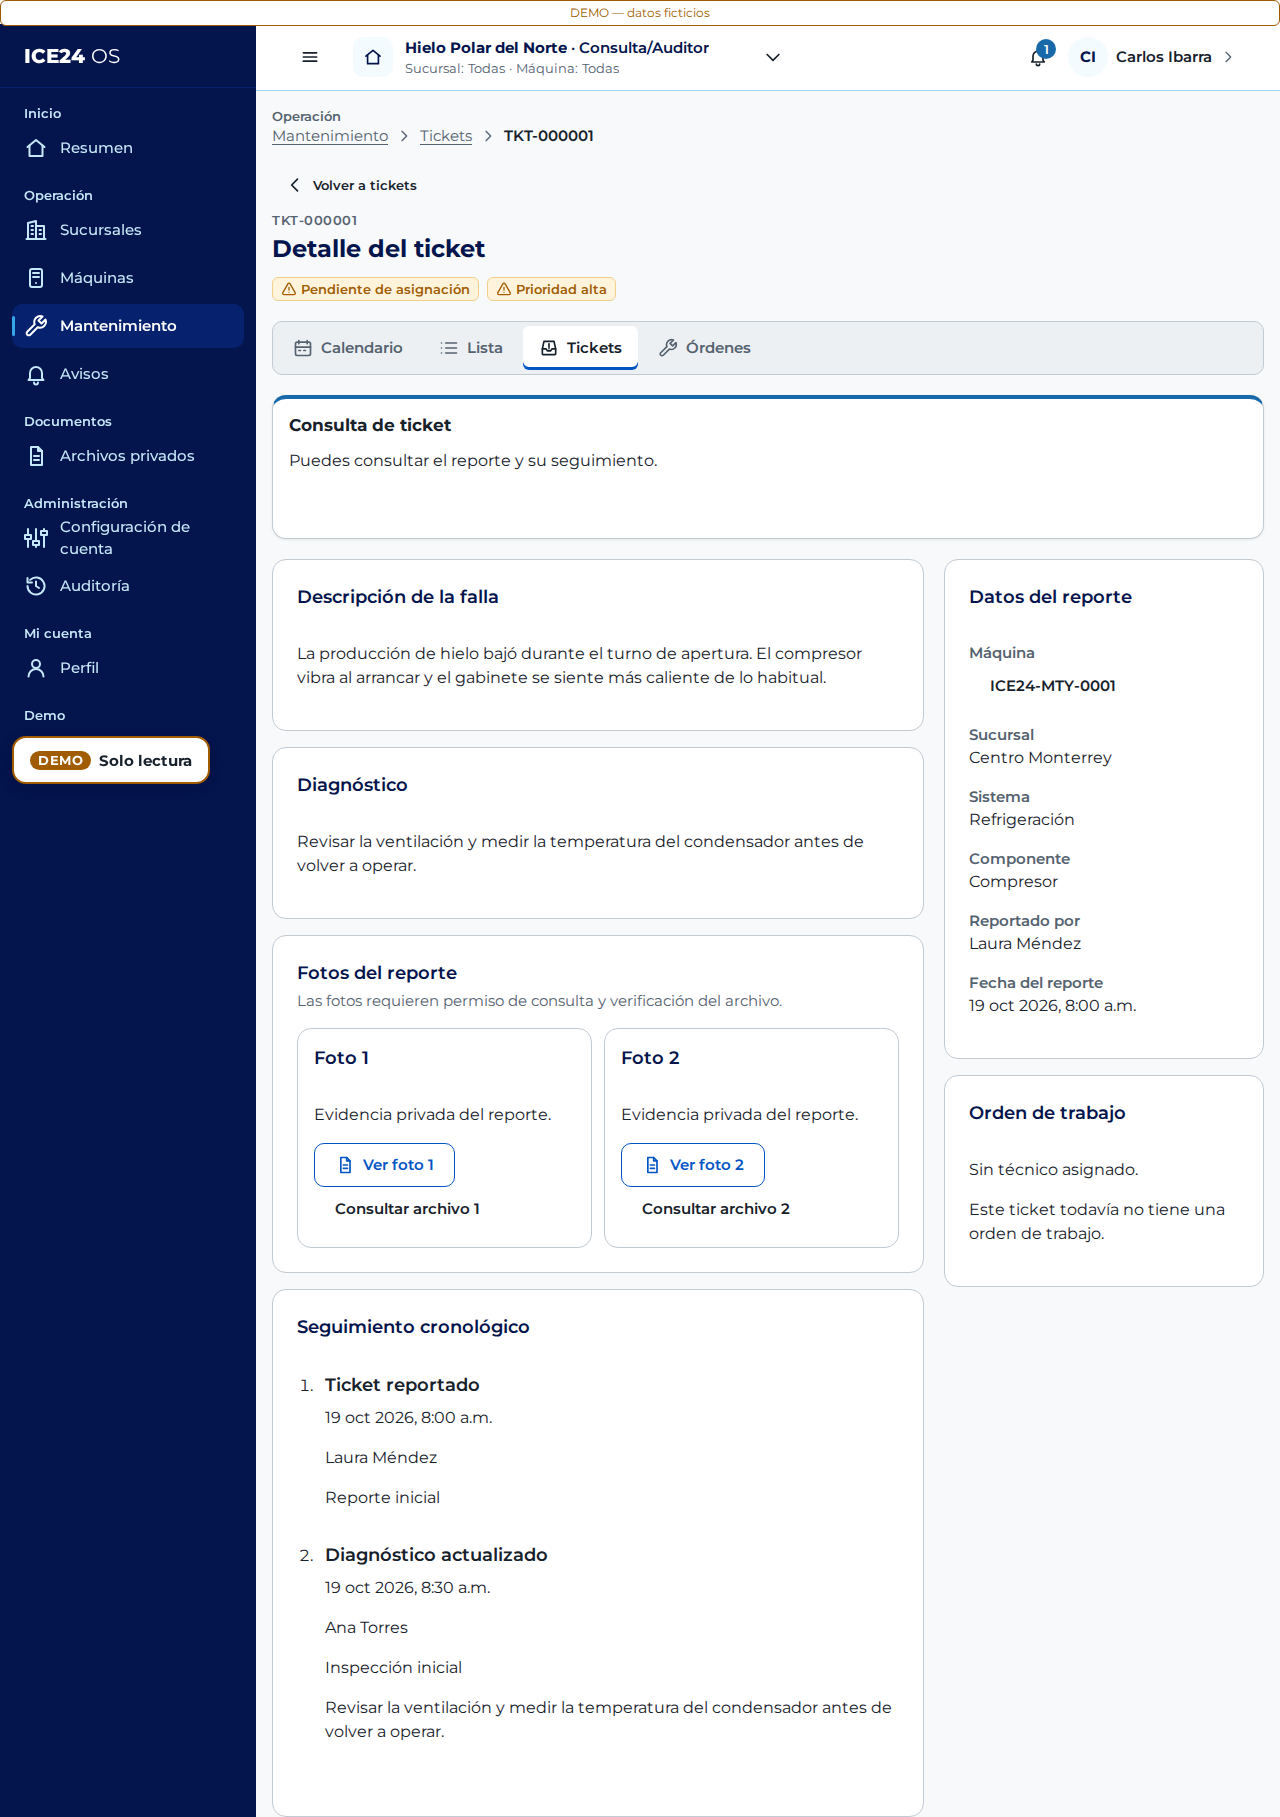 DEMO — datos ficticios
ICE24 OS
Inicio
Resumen
Operación
Sucursales
Máquinas
Mantenimiento
Avisos
Documentos
Archivos privados
Administración
Configuración de
cuenta
Auditoría
Mi cuenta
Perfil
Demo
DEMO Solo lectura
Hielo Polar del Norte · Consulta/Auditor
Sucursal: Todas · Máquina: Todas
1
CI Carlos Ibarra
Operación
Mantenimiento Tickets TKT-000001
Volver a tickets
TKT-000001
Detalle del ticket
Pendiente de asignación Prioridad alta
Calendario Lista Tickets Órdenes
Consulta de ticket
Puedes consultar el reporte y su seguimiento.
Descripción de la falla
La producción de hielo bajó durante el turno de apertura. El compresor
vibra al arrancar y el gabinete se siente más caliente de lo habitual.
Diagnóstico
Revisar la ventilación y medir la temperatura del condensador antes de
volver a operar.
Fotos del reporte
Las fotos requieren permiso de consulta y verificación del archivo.
Foto 1
Evidencia privada del reporte.
Ver foto 1
Consultar archivo 1
Foto 2
Evidencia privada del reporte.
Ver foto 2
Consultar archivo 2
Seguimiento cronológico
1. Ticket reportado
19 oct 2026, 8:00 a.m.
Laura Méndez
Reporte inicial
2. Diagnóstico actualizado
19 oct 2026, 8:30 a.m.
Ana Torres
Inspección inicial
Revisar la ventilación y medir la temperatura del condensador antes de
volver a operar.
Datos del reporte
Máquina
ICE24-MTY-0001
Sucursal
Centro Monterrey
Sistema
Refrigeración
Componente
Compresor
Reportado por
Laura Méndez
Fecha del reporte
19 oct 2026, 8:00 a.m.
Orden de trabajo
Sin técnico asignado.
Este ticket todavía no tiene una
orden de trabajo.